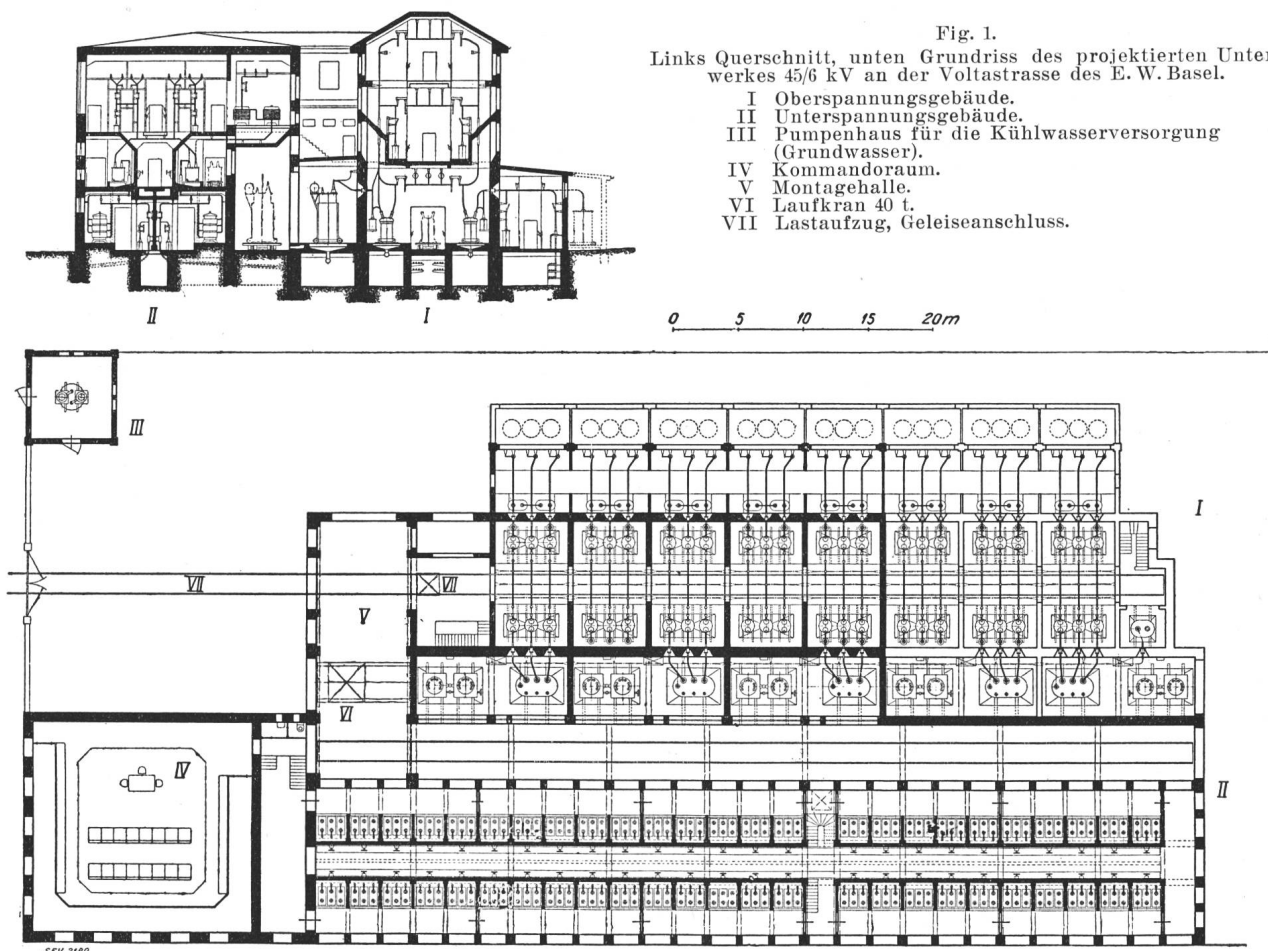 Fig. 1.
Links Querschnitt, unten Grundriss des projektierten Unter
werkes 45/6 kV an der Voltastrasse des E. W. Basel.
I Oberspannungsgebäude.
II Unterspannungsgebäude.
III Pumpenhaus für die Kühlwasserversorgung
(Grundwasser).
IV Kommandoraum.
V Montagehalle.
VI Laufkran 40 t.
VII Lastaufzug, Geleiseanschluss.
II I
0 5 10 15 20m
III
I
VII VII
V
VI
IV
II